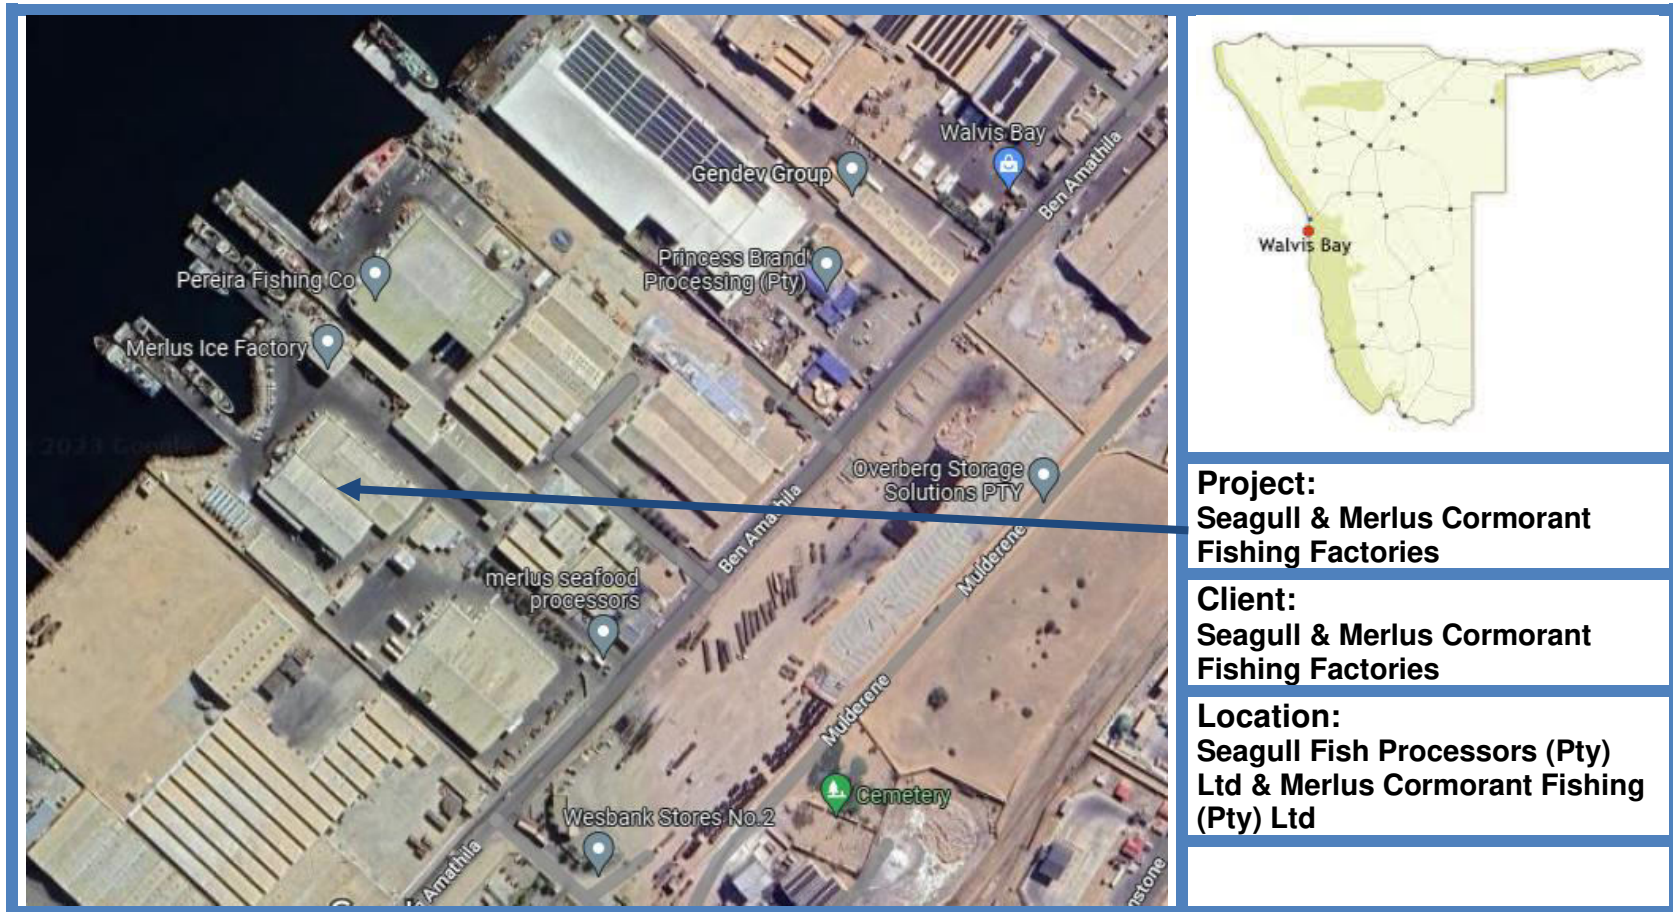 Walvis Bay
Gendev Group
Ben Amathila
Princess Brand
Processing (Pty)
Pereira Fishing Co
Merlus Ice Factory
2023 Google
Overberg Storage
Solutions PTY
Ben Amathila
Mulderene
merlus seafood
processors
Mulderene
Cemetery
Wesbank Stores No.2
Amathila
Walvis Bay
Project:
Seagull & Merlus Cormorant
Fishing Factories
Client:
Seagull & Merlus Cormorant
Fishing Factories
Location:
Seagull Fish Processors (Pty)
Ltd & Merlus Cormorant Fishing
(Pty) Ltd